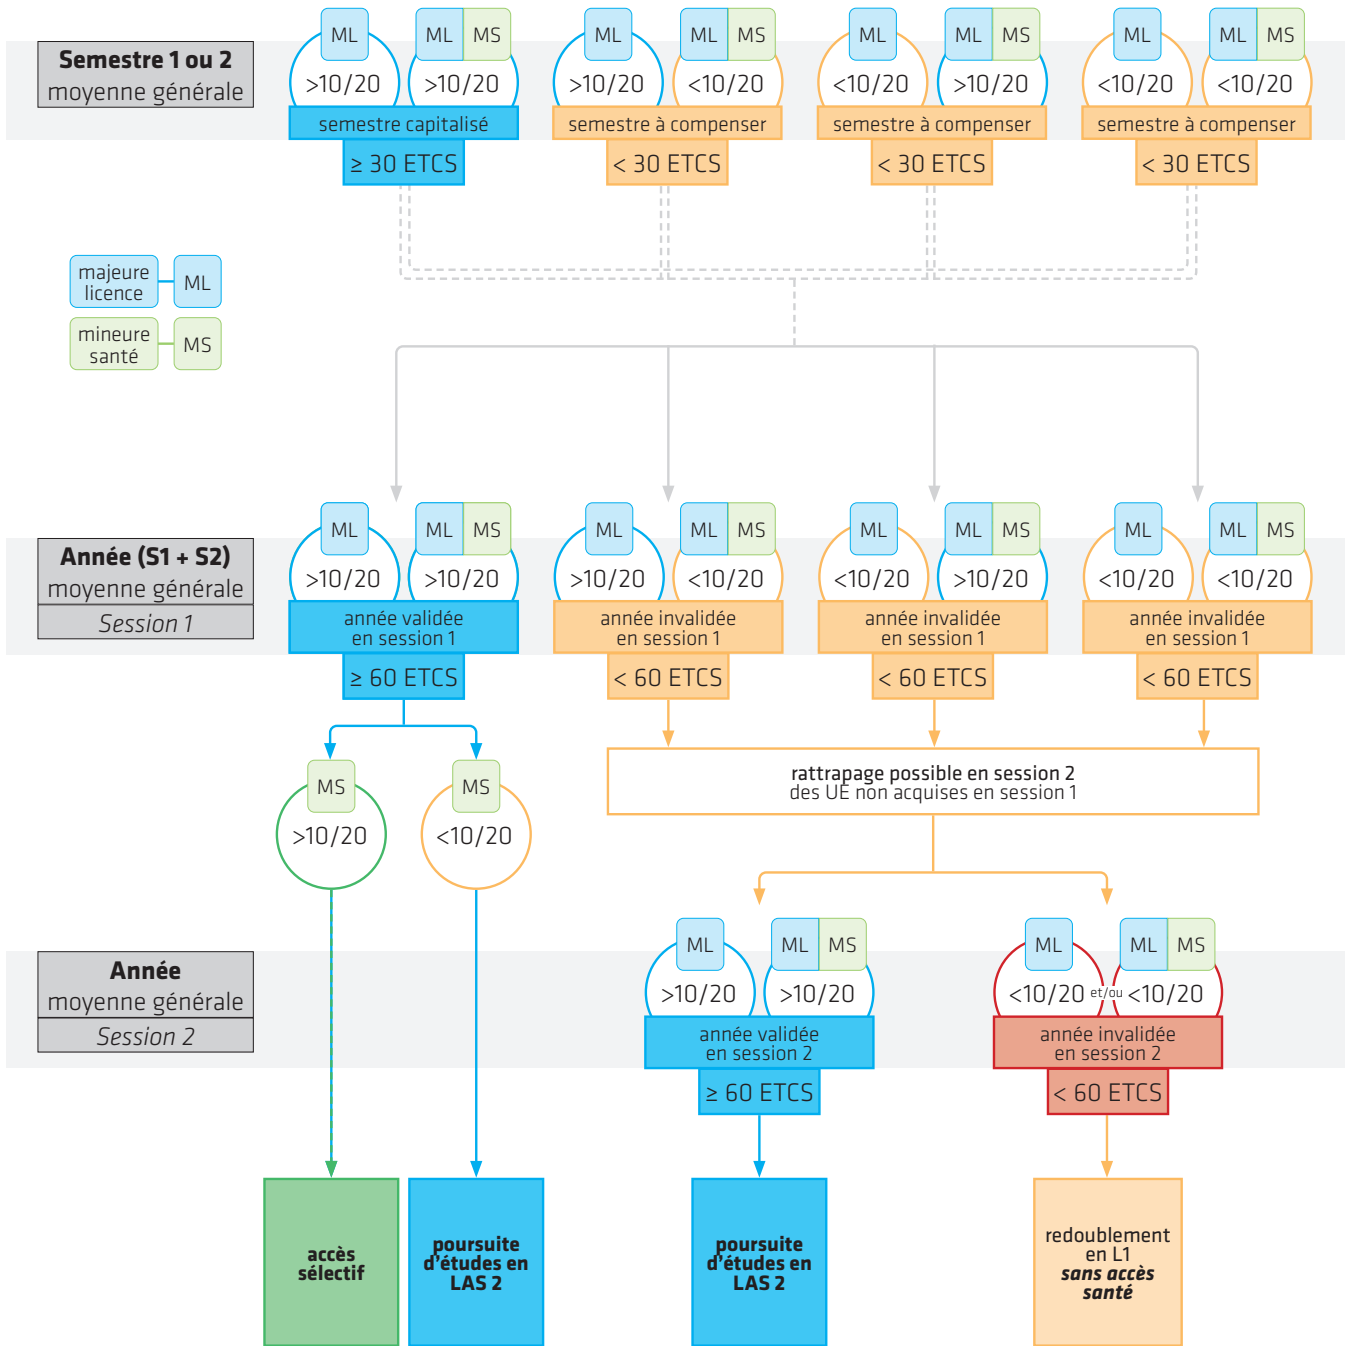 ML
ML MS
ML
ML MS
ML
ML MS
ML
ML MS
Semestre 1 ou 2
moyenne générale
>10/20
>10/20
>10/20
<10/20
<10/20
>10/20
<10/20
<10/20
semestre capitalisé
semestre à compenser
semestre à compenser
semestre à compenser
≥ 30 ETCS
< 30 ETCS
< 30 ETCS
< 30 ETCS
majeure
licence
ML
mineure
santé
MS
ML
ML MS
ML
ML MS
ML
ML MS
ML
ML MS
Année (S1 + S2)
moyenne générale
Session 1
>10/20
>10/20
>10/20
<10/20
<10/20
>10/20
<10/20
<10/20
année validée
en session 1
année invalidée
en session 1
année invalidée
en session 1
année invalidée
en session 1
≥ 60 ETCS
< 60 ETCS
< 60 ETCS
< 60 ETCS
MS
>10/20
MS
<10/20
rattrapage possible en session 2
des UE non acquises en session 1
ML
ML MS
ML
ML MS
Année
moyenne générale
Session 2
>10/20
>10/20
<10/20 et/ou <10/20
année validée
en session 2
année invalidée
en session 2
≥ 60 ETCS
< 60 ETCS
accès
sélectif
poursuite
d'études en
LAS 2
poursuite
d'études en
LAS 2
redoublement
en L1
sans accès
santé